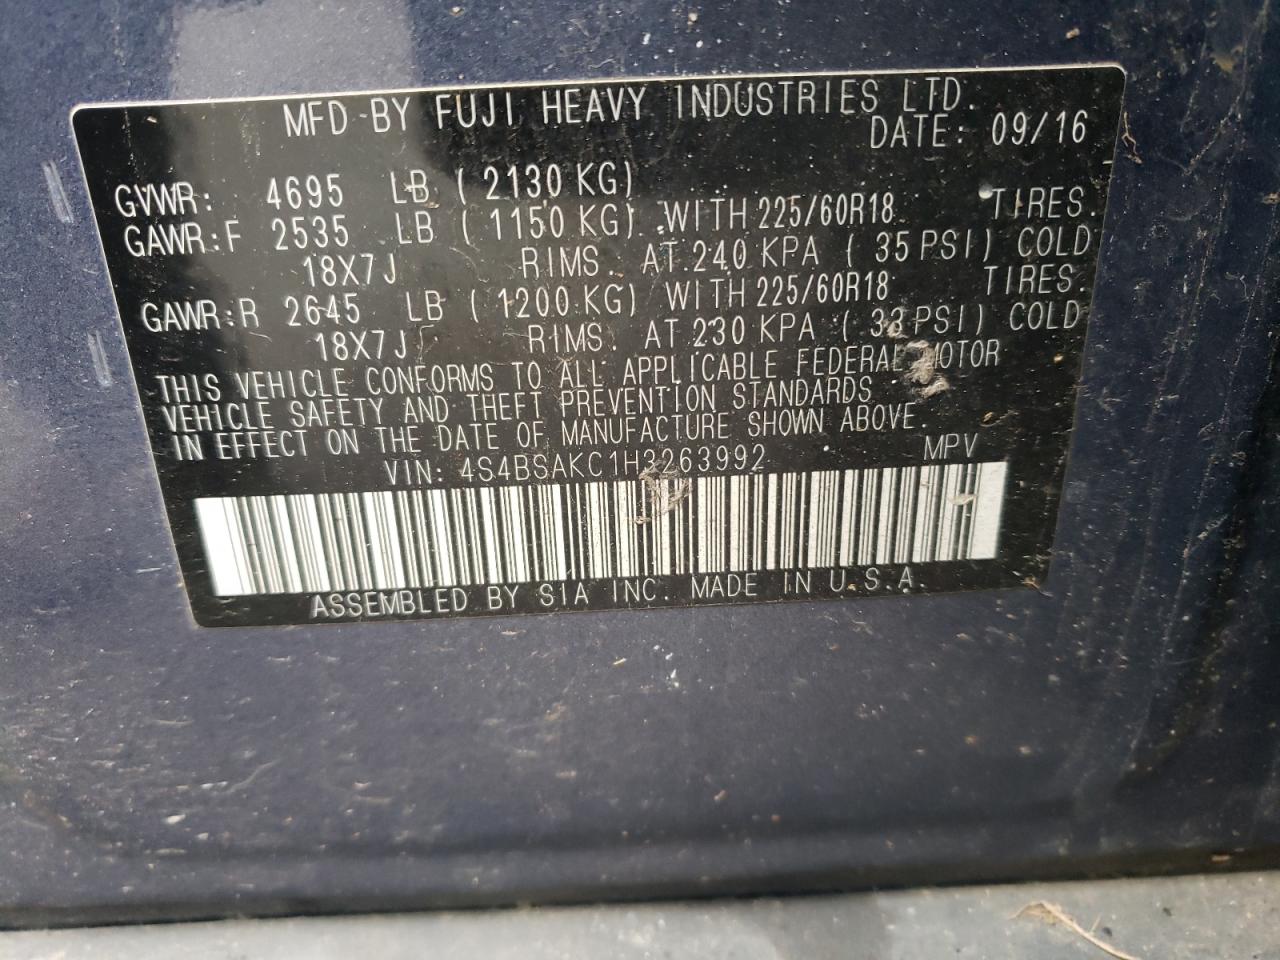 MFD BY FUJI HEAVY INDUSTRIES LTD.
DATE: 09/16
GVWR: 4695 LB ( 2130 KG)
GAWR:F 2535 LB ( 1150 KG) WITH 225/60R18 TIRES.
18X7J RIMS. AT 240 KPA ( 35 PSI) COLD
GAWR:R 2645 LB ( 1200 KG) WITH 225/60R18 TIRES.
18X7J RIMS. AT 230 KPA ( 33 PSI) COLD
THIS VEHICLE CONFORMS TO ALL APPLICABLE FEDERAL MOTOR
VEHICLE SAFETY AND THEFT PREVENTION STANDARDS
IN EFFECT ON THE DATE OF MANUFACTURE SHOWN ABOVE.
VIN: 4S4BSAKC1H3263992 MPV
ASSEMBLED BY SIA INC. MADE IN U.S.A.